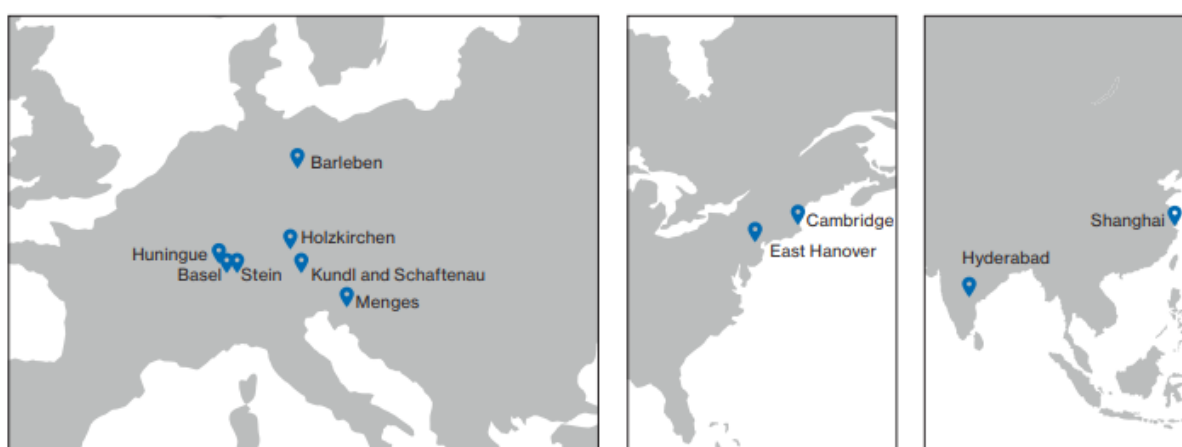 Barleben
Holzkirchen
Huningue
Basel
Stein
Kundl and Schaftenau
Menges
Cambridge
East Hanover
Shanghai
Hyderabad